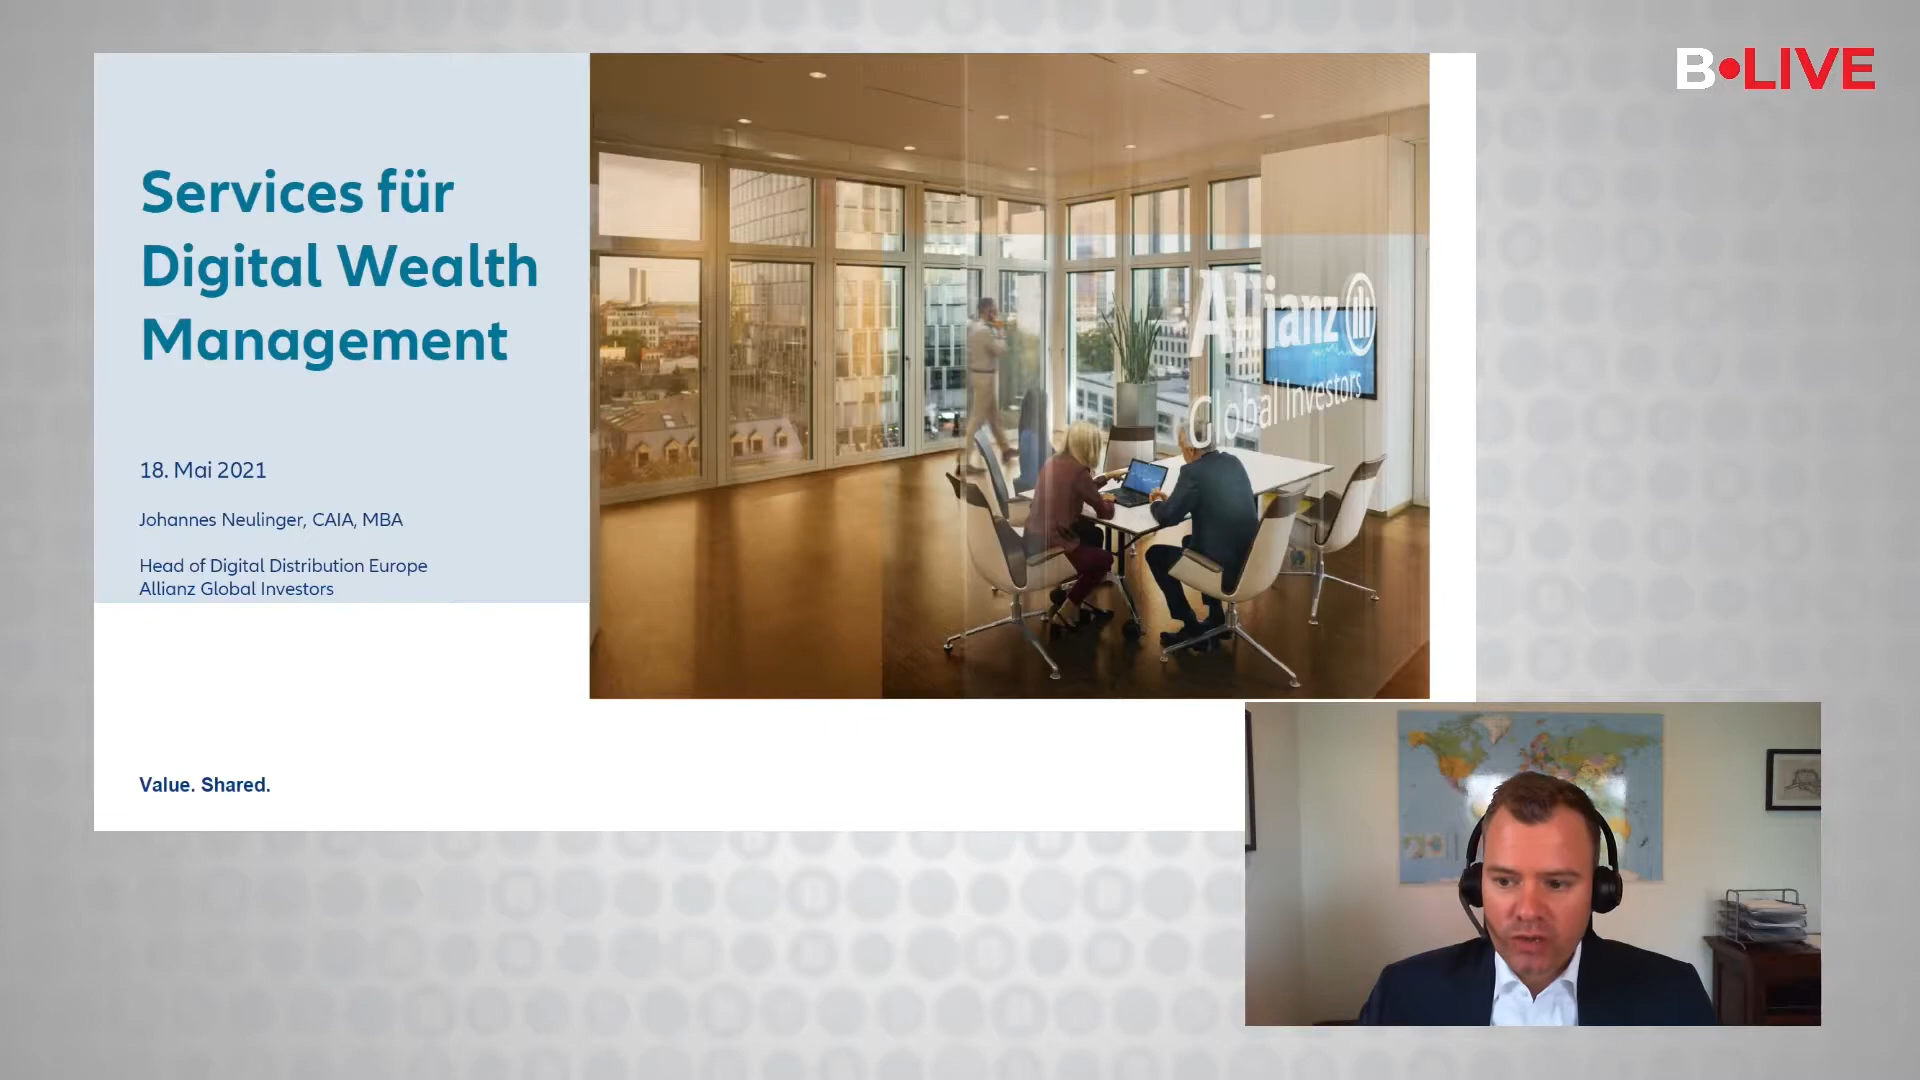 B•LIVE
Services für
Digital Wealth
Management
18. Mai 2021
Johannes Neulinger, CAIA, MBA
Head of Digital Distribution Europe
Allianz Global Investors
Allianz
Global Investors
Value. Shared.